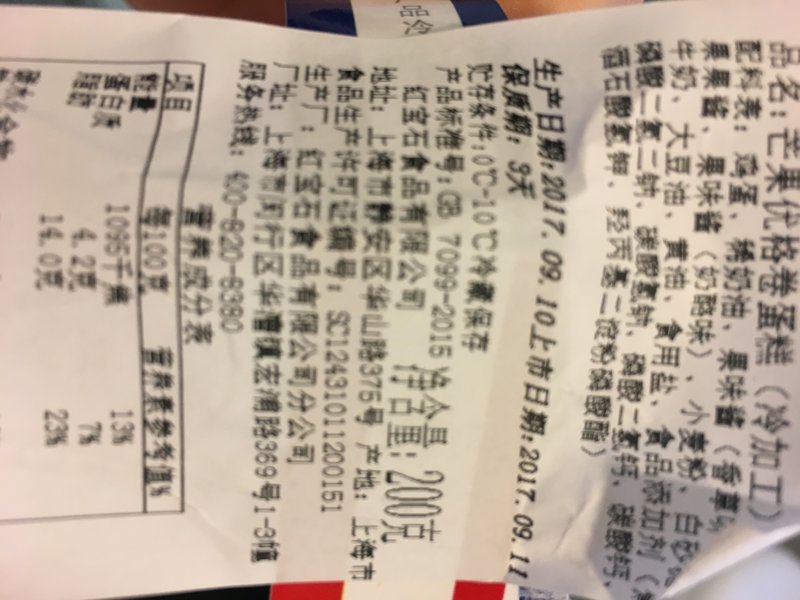 品名:芒果优格卷蛋糕（冷加工）
配料表: 鸡蛋、稀奶油、果味酱（香草
果果酱、果味酱（奶酪味）、小麦粉、白砂
牛奶、大豆油、黄油、食用盐、食品添加剂（
磷酸二氢二钠、碳酸氢钠、磷酸二氢钙、碳酸钙、
酒石酸氢钾、羟丙基二淀粉磷酸酯）
生产日期:2017.09.10上市日期:2017.09.11
保质期: 3天
贮存条件:0℃-10℃冷藏保存
产品标准号:GB 7099-2015 净含量:200克
红宝石食品有限公司
地址: 上海市静安区华山路375号 产地: 上海市
食品生产许可证编号: SC12431011200151
生产厂: 红宝石食品有限公司分公司
厂址: 上海市闵行区华漕镇宏浦路369号1-3幢
服务热线: 400-820-8380
营养成分表
项目 每100克 营养素参考值%
能量 1095千焦 13%
蛋白质 4.2克 7%
脂肪 14.0克 23%
碳水化合物